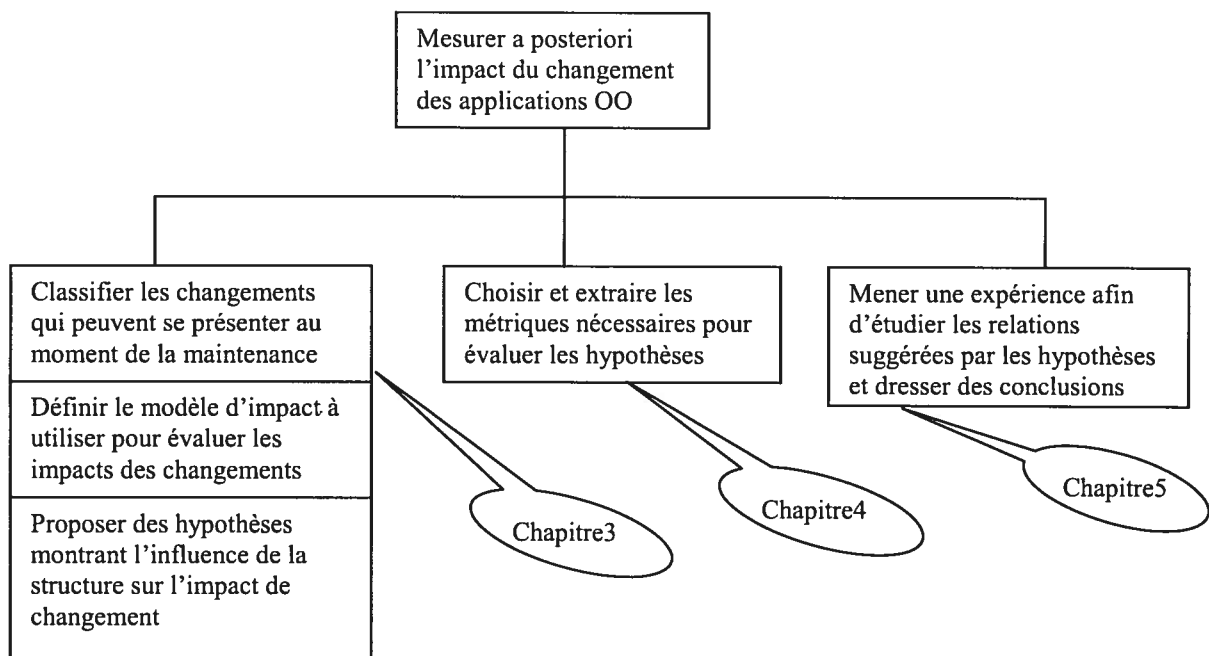 Mesurer a posteriori
l'impact du changement
des applications OO
Classifier les changements
qui peuvent se présenter au
moment de la maintenance
Définir le modèle d'impact à
utiliser pour évaluer les
impacts des changements
Proposer des hypothèses
montrant l'influence de la
structure sur l'impact de
changement
Choisir et extraire les
métriques nécessaires pour
évaluer les hypothèses
Mener une expérience afin
d'étudier les relations
suggérées par les hypothèses
et dresser des conclusions
Chapitre3
Chapitre4
Chapitre5